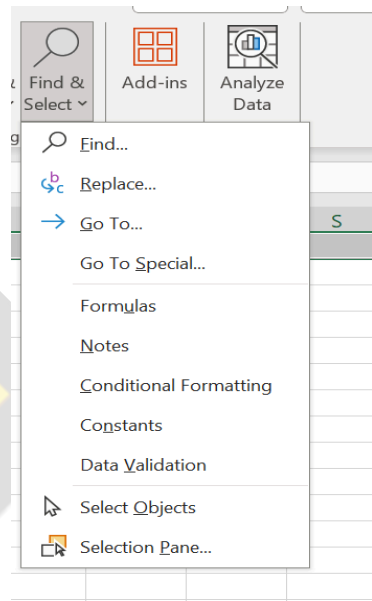 Find &
Select
Add-ins
Analyze
Data
g
Find...
b
c
Replace...
Go To...
S
Go To Special...
Formulas
Notes
Conditional Formatting
Constants
Data Validation
Select Objects
Selection Pane...